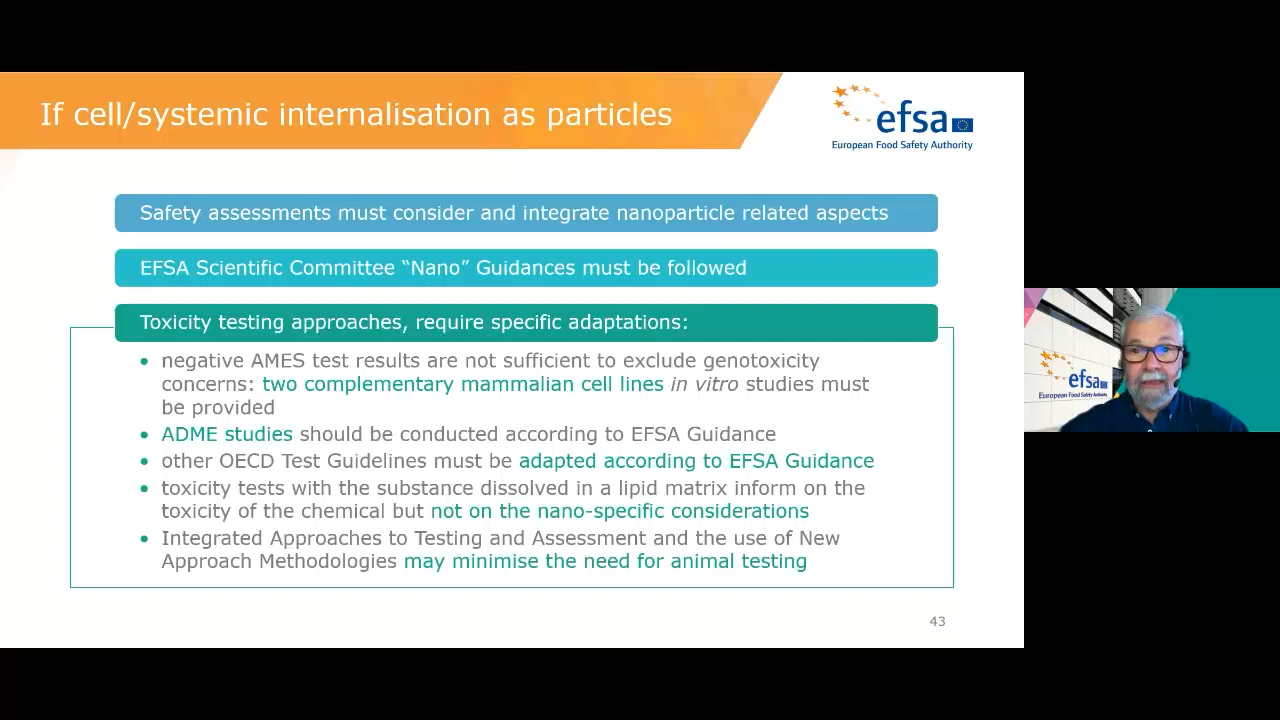 If cell/systemic internalisation as particles
efsa
European Food Safety Authority
Safety assessments must consider and integrate nanoparticle related aspects
EFSA Scientific Committee “Nano” Guidances must be followed
Toxicity testing approaches, require specific adaptations:
• negative AMES test results are not sufficient to exclude genotoxicity
concerns: two complementary mammalian cell lines in vitro studies must
be provided
• ADME studies should be conducted according to EFSA Guidance
• other OECD Test Guidelines must be adapted according to EFSA Guidance
• toxicity tests with the substance dissolved in a lipid matrix inform on the
toxicity of the chemical but not on the nano-specific considerations
• Integrated Approaches to Testing and Assessment and the use of New
Approach Methodologies may minimise the need for animal testing
43
efsa
European Food Safety Authority